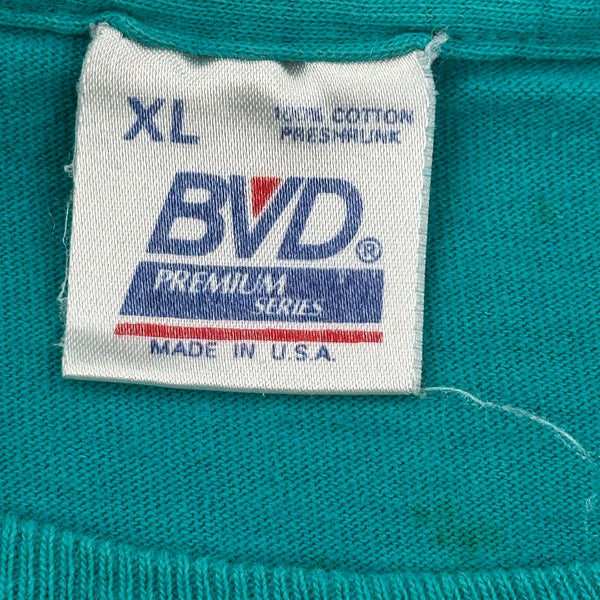 XL
100% COTTON
PRESHRUNK
BVD®
PREMIUM
SERIES
MADE IN U.S.A.